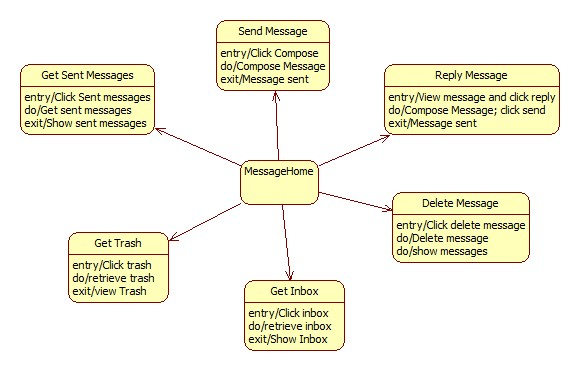 Send Message
entry/Click Compose
do/Compose Message
exit/Message sent
Get Sent Messages
entry/Click Sent messages
do/Get sent messages
exit/Show sent messages
Reply Message
entry/View message and click reply
do/Compose Message; click send
exit/Message sent
MessageHome
Delete Message
entry/Click delete message
do/Delete message
do/show messages
Get Trash
entry/Click trash
do/retrieve trash
exit/view Trash
Get Inbox
entry/Click inbox
do/retrieve inbox
exit/Show Inbox